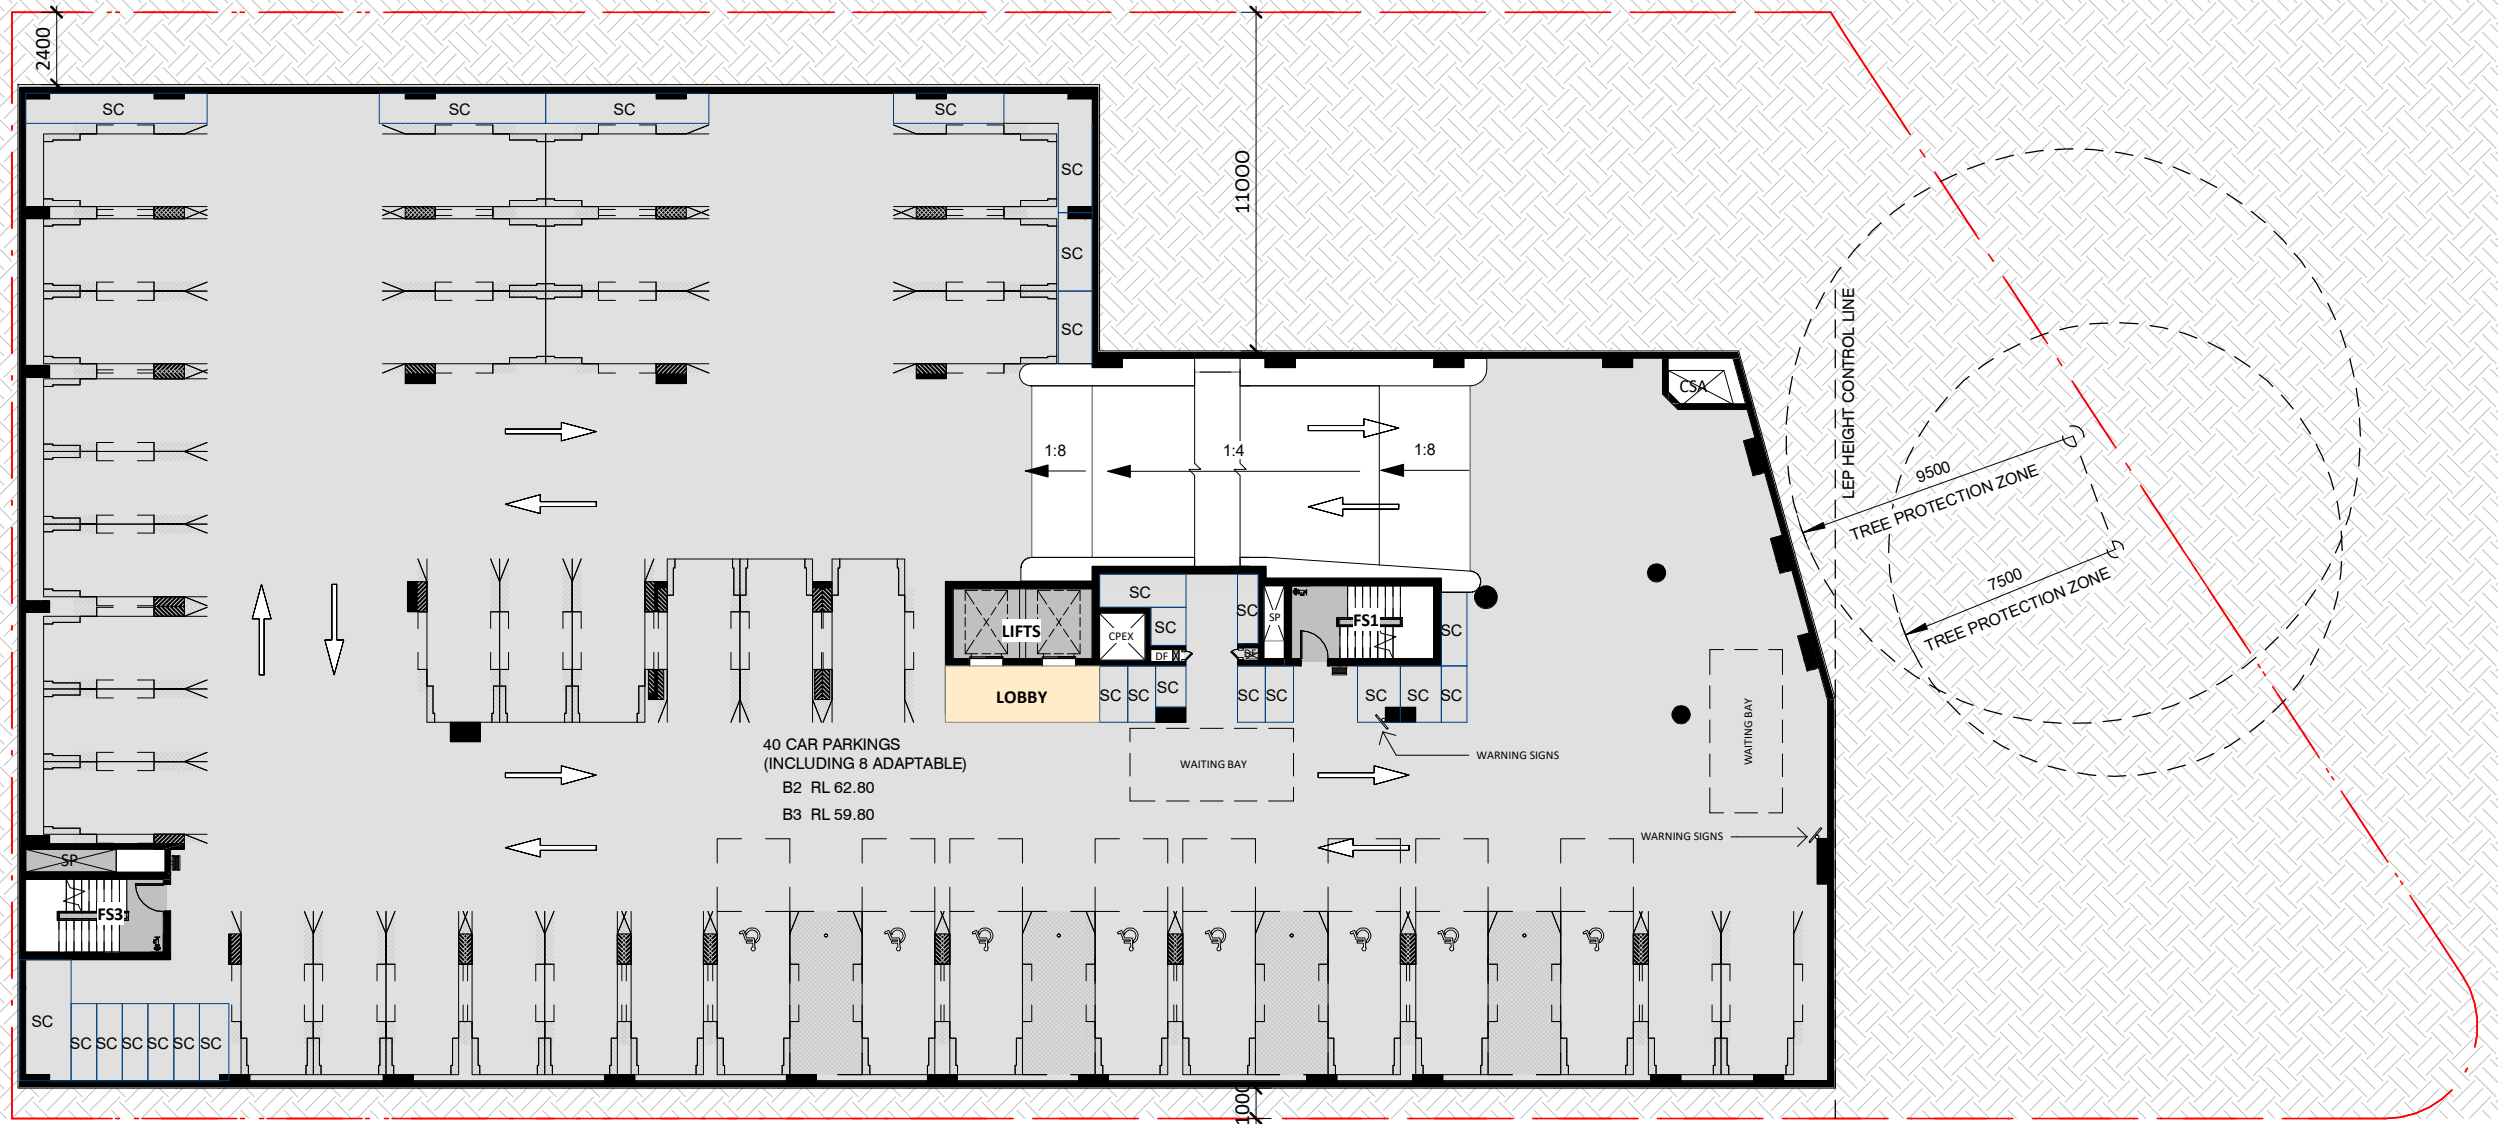 2400
11000
SC
SC
SC
SC
SC
SC
SC
LEP HEIGHT CONTROL LINE
CSA
1:8
1:4
1:8
9500
TREE PROTECTION ZONE
7500
TREE PROTECTION ZONE
SC
SC
SC
SP
FS1
SC
LIFTS
CPEX
DF
DF
LOBBY
SC
SC
SC
SC
SC
SC
SC
SC
WAITING BAY
40 CAR PARKINGS
(INCLUDING 8 ADAPTABLE)
B2 RL 62.80
B3 RL 59.80
WAITING BAY
WARNING SIGNS
WARNING SIGNS
SP
FS3
SC
SC
SC
SC
SC
SC
SC
1000